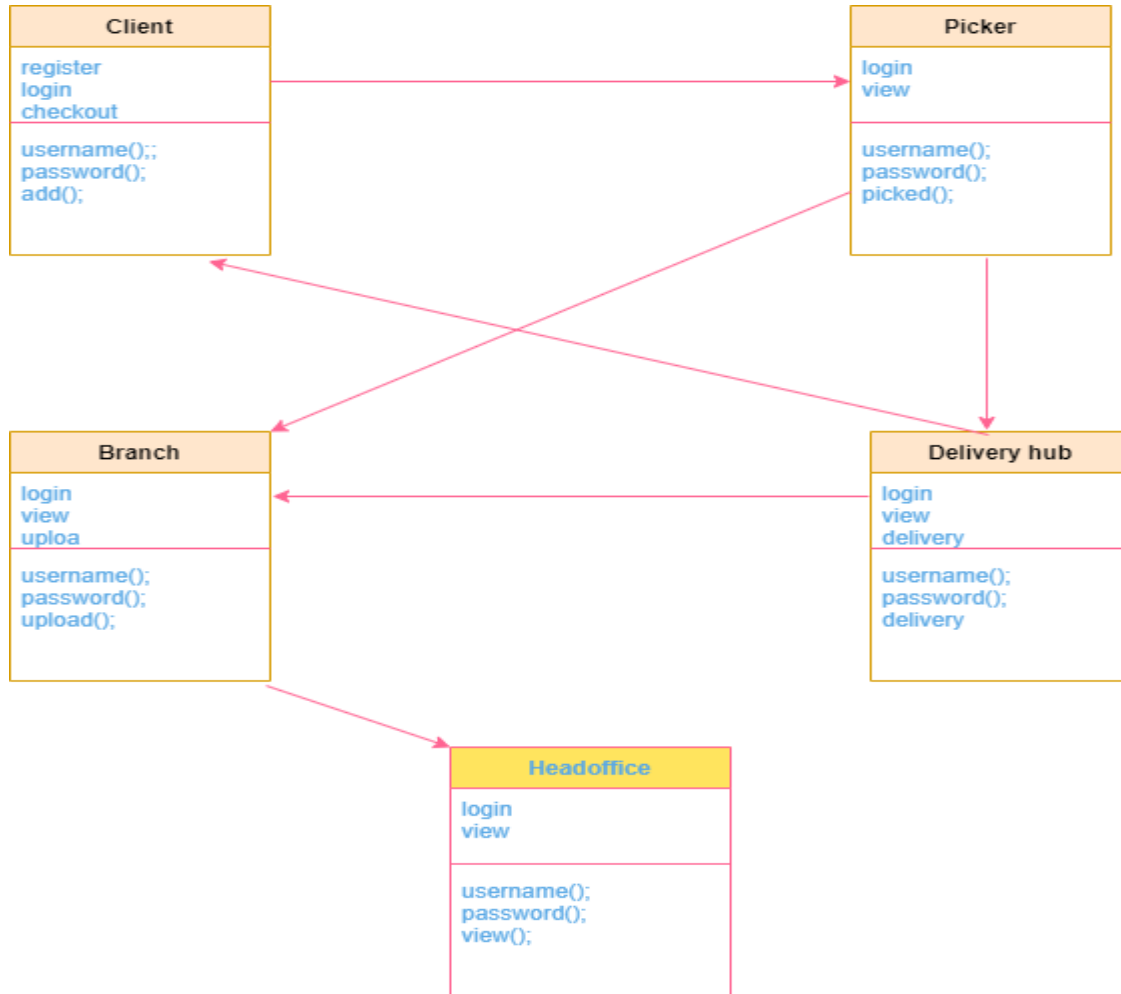 Client
register
login
checkout
username();;
password();
add();
Picker
login
view
username();
password();
picked();
Branch
login
view
uploa
username();
password();
upload();
Delivery hub
login
view
delivery
username();
password();
delivery
Headoffice
login
view
username();
password();
view();